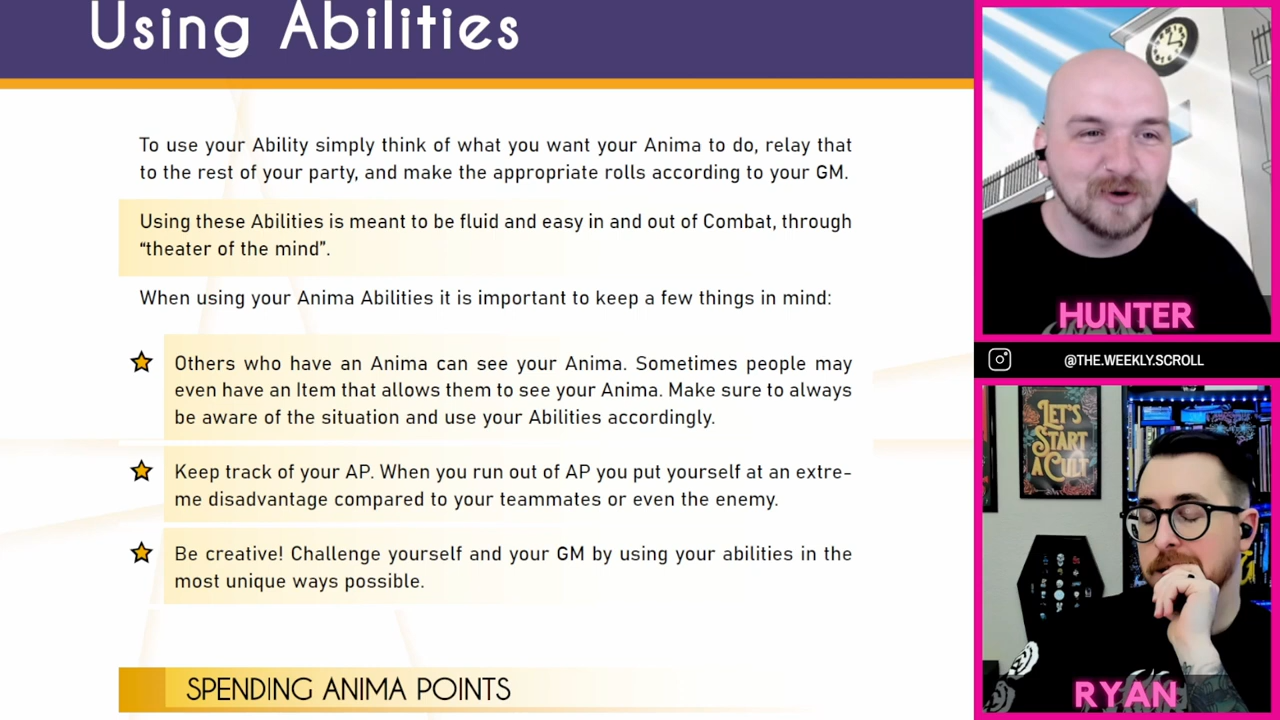 Using Abilities
To use your Ability simply think of what you want your Anima to do, relay that
to the rest of your party, and make the appropriate rolls according to your GM.
Using these Abilities is meant to be fluid and easy in and out of Combat, through
“theater of the mind”.
When using your Anima Abilities it is important to keep a few things in mind:
Others who have an Anima can see your Anima. Sometimes people may
even have an Item that allows them to see your Anima. Make sure to always
be aware of the situation and use your Abilities accordingly.
Keep track of your AP. When you run out of AP you put yourself at an extre-
me disadvantage compared to your teammates or even the enemy.
Be creative! Challenge yourself and your GM by using your abilities in the
most unique ways possible.
SPENDING ANIMA POINTS
HUNTER
@THE.WEEKLY.SCROLL
LET'S
START
A CULT
RYAN